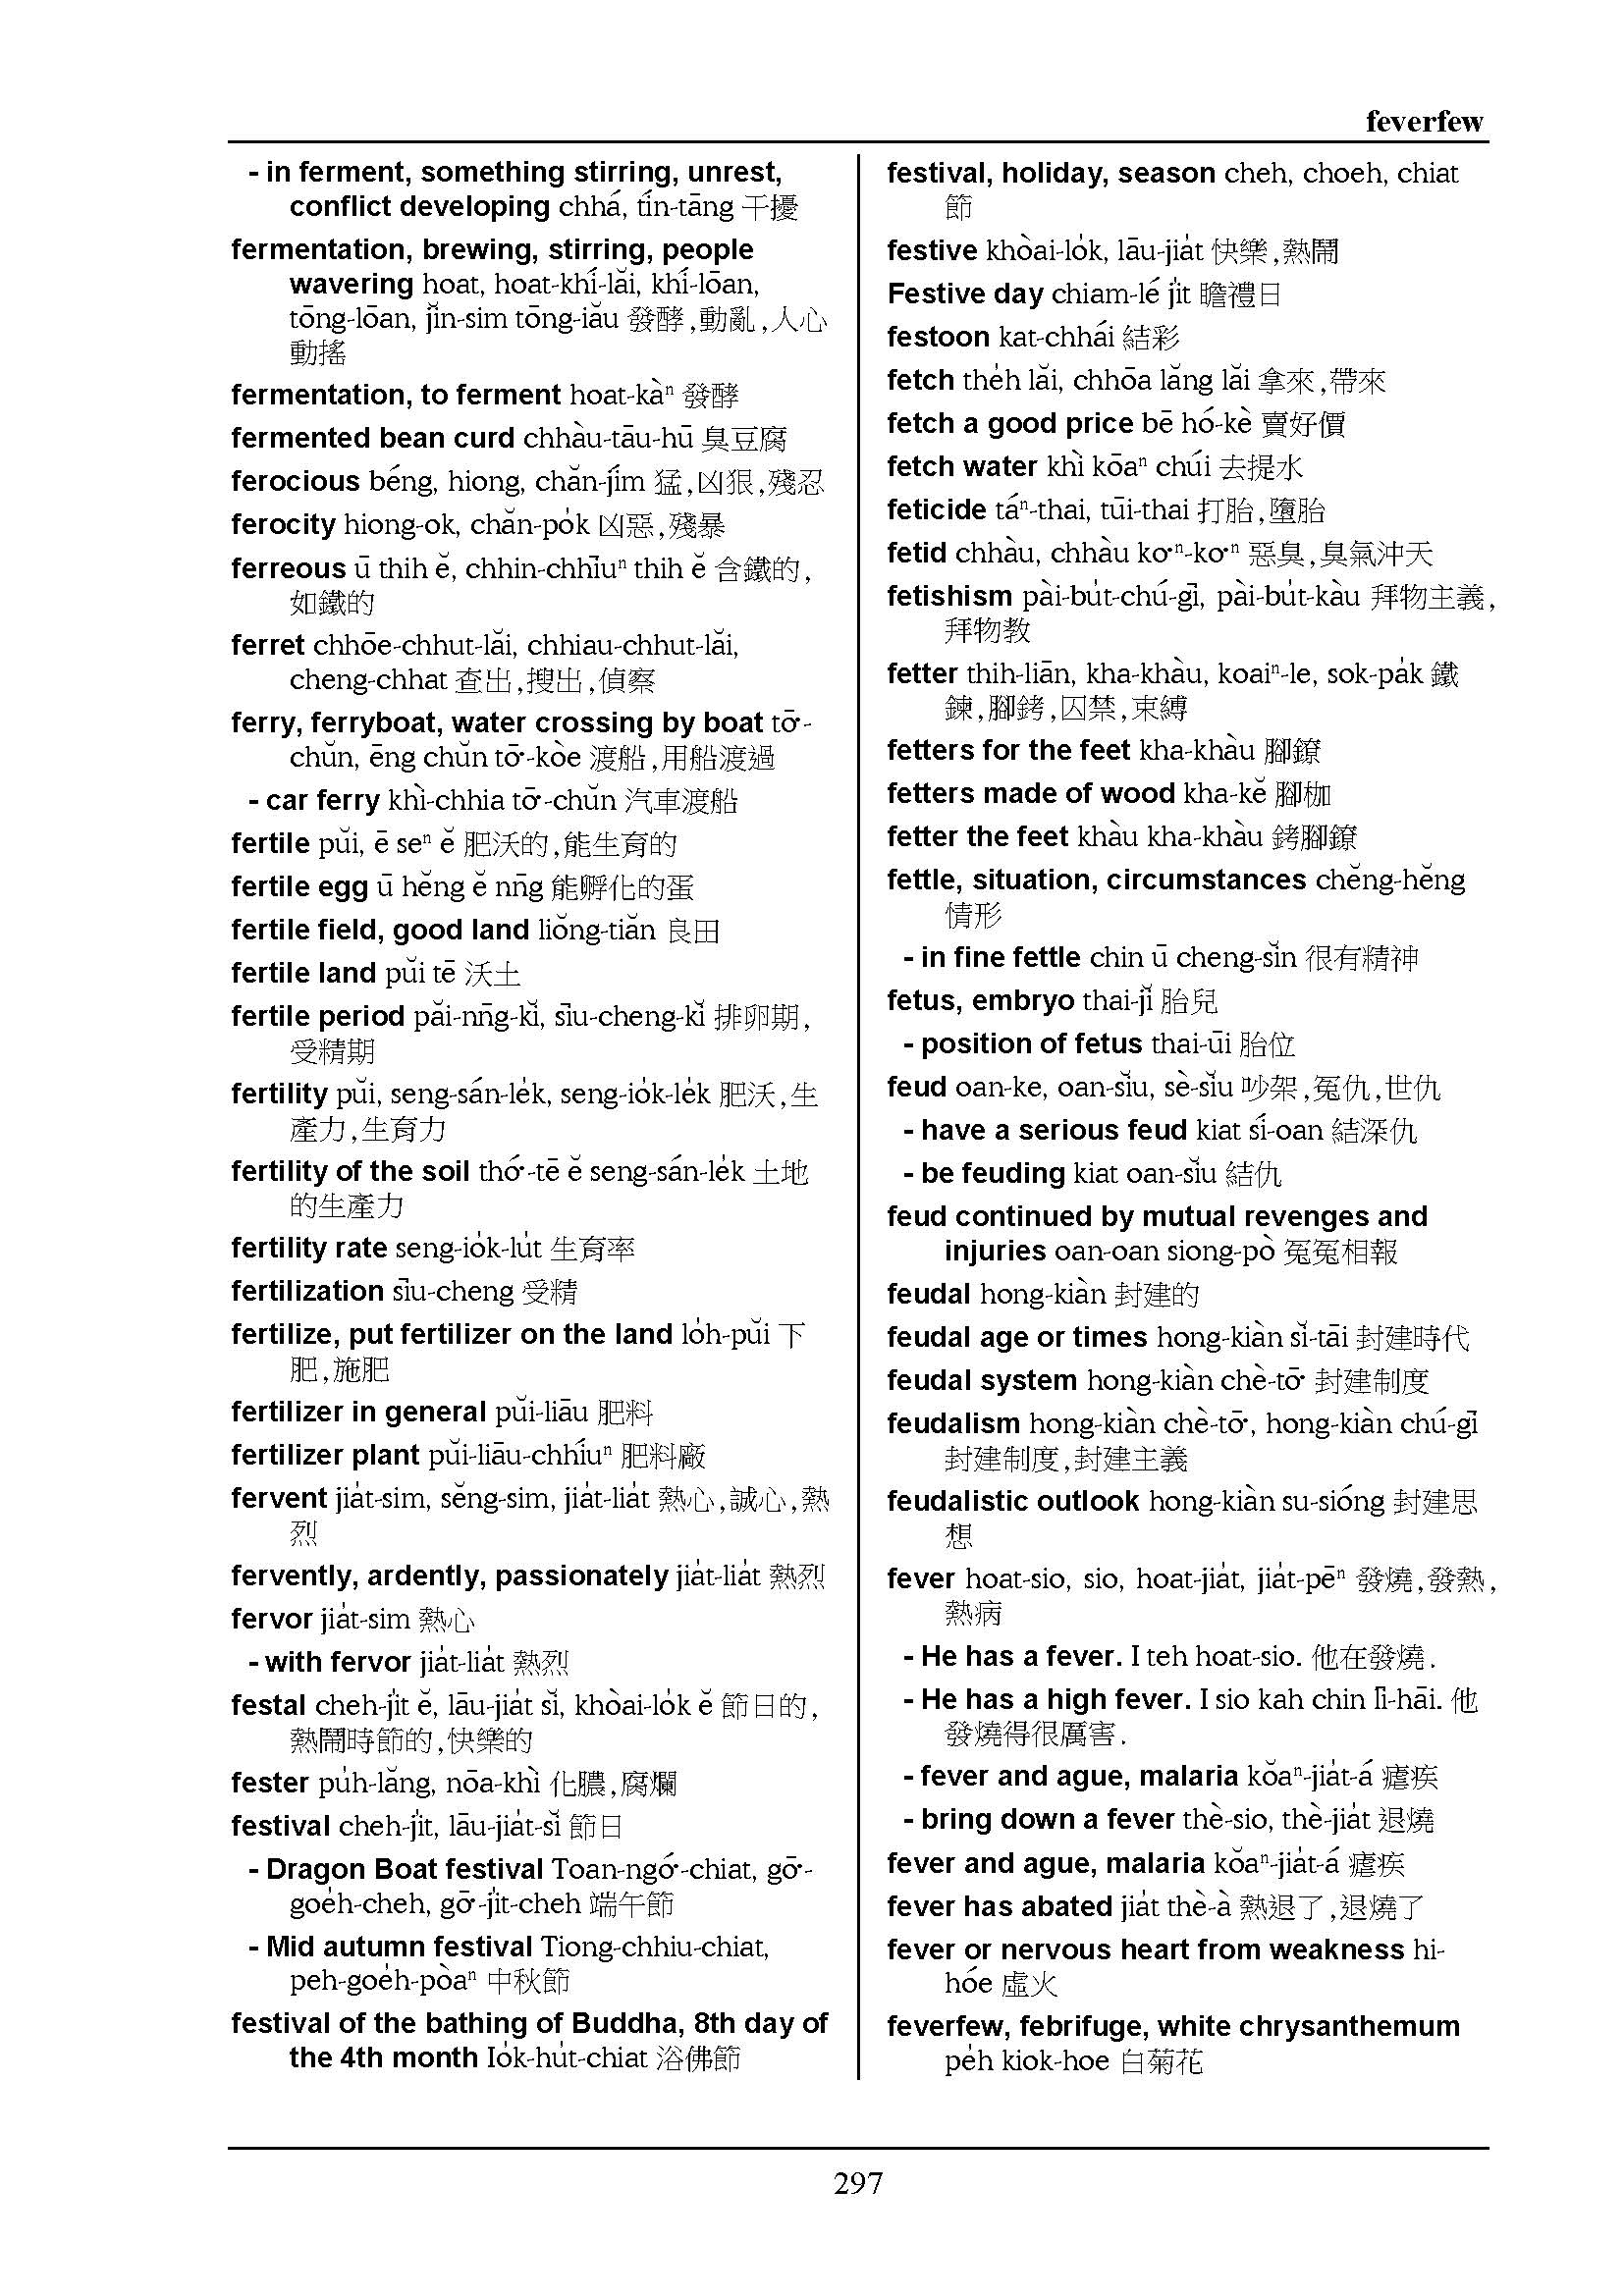 feverfew
- in ferment, something stirring, unrest,
conflict developing chhá, tín-tāng 干擾
fermentation, brewing, stirring, people
wavering hoat, hoat-khí-lăi, khí-lōan,
tōng-lōan, jĭn-sim tōng-iău 發酵,動亂,人心
動搖
fermentation, to ferment hoat-kàⁿ 發酵
fermented bean curd chhàu-tāu-hū 臭豆腐
ferocious béng, hiong, chăn-jím 猛,凶狠,殘忍
ferocity hiong-ok, chăn-po̍k 凶惡,殘暴
ferreous ū thih ĕ, chhin-chhīuⁿ thih ĕ 含鐵的,
如鐵的
ferret chhōe-chhut-lăi, chhiau-chhut-lăi,
cheng-chhat 查出,搜出,偵察
ferry, ferryboat, water crossing by boat tō͘-
chŭn, ēng chŭn tō͘-kòe 渡船,用船渡過
- car ferry khì-chhia tō͘-chŭn 汽車渡船
fertile pŭi, ē seⁿ ĕ 肥沃的,能生育的
fertile egg ū hĕng ĕ nn̄g 能孵化的蛋
fertile field, good land liŏng-tiăn 良田
fertile land pŭi tē 沃土
fertile period păi-nn̄g-kĭ, sīu-cheng-kĭ 排卵期,
受精期
fertility pŭi, seng-sán-le̍k, seng-io̍k-le̍k 肥沃,生
產力,生育力
fertility of the soil thó͘-tē ĕ seng-sán-le̍k 土地
的生產力
fertility rate seng-io̍k-lu̍t 生育率
fertilization sīu-cheng 受精
fertilize, put fertilizer on the land lo̍h-pŭi 下
肥,施肥
fertilizer in general pŭi-liāu 肥料
fertilizer plant pŭi-liāu-chhíuⁿ 肥料廠
fervent jia̍t-sim, sĕng-sim, jia̍t-lia̍t 熱心,誠心,熱
烈
fervently, ardently, passionately jia̍t-lia̍t 熱烈
fervor jia̍t-sim 熱心
- with fervor jia̍t-lia̍t 熱烈
festal cheh-ji̍t ĕ, lāu-jia̍t sĭ, khòai-lo̍k ĕ 節日的,
熱鬧時節的,快樂的
fester pu̍h-lăng, nōa-khì 化膿,腐爛
festival cheh-ji̍t, lāu-jia̍t-sĭ 節日
- Dragon Boat festival Toan-ngó͘-chiat, gō͘-
goe̍h-cheh, gō͘-ji̍t-cheh 端午節
- Mid autumn festival Tiong-chhiu-chiat,
peh-goe̍h-pòaⁿ 中秋節
festival of the bathing of Buddha, 8th day of
the 4th month Io̍k-hu̍t-chiat 浴佛節
festival, holiday, season cheh, choeh, chiat
節
festive khòai-lo̍k, lāu-jia̍t 快樂,熱鬧
Festive day chiam-lé ji̍t 瞻禮日
festoon kat-chhái 結彩
fetch the̍h lăi, chhōa lăng lăi 拿來,帶來
fetch a good price bē hó-kè 賣好價
fetch water khì kōaⁿ chúi 去提水
feticide táⁿ-thai, tūi-thai 打胎,墮胎
fetid chhàu, chhàu ko͘ⁿ-ko͘ⁿ 惡臭,臭氣沖天
fetishism pài-bu̍t-chú-gī, pài-bu̍t-kàu 拜物主義,
拜物教
fetter thih-liān, kha-khàu, koaiⁿ-le, sok-pa̍k 鐵
鍊,腳銬,囚禁,束縛
fetters for the feet kha-khàu 腳鐐
fetters made of wood kha-kĕ 腳枷
fetter the feet khàu kha-khàu 銬腳鐐
fettle, situation, circumstances chĕng-hĕng
情形
- in fine fettle chin ū cheng-sĭn 很有精神
fetus, embryo thai-jĭ 胎兒
- position of fetus thai-ūi 胎位
feud oan-ke, oan-sĭu, sè-sĭu 吵架,冤仇,世仇
- have a serious feud kiat sí-oan 結深仇
- be feuding kiat oan-sĭu 結仇
feud continued by mutual revenges and
injuries oan-oan siong-pò 冤冤相報
feudal hong-kiàn 封建的
feudal age or times hong-kiàn sĭ-tāi 封建時代
feudal system hong-kiàn chè-tō͘ 封建制度
feudalism hong-kiàn chè-tō͘, hong-kiàn chú-gī
封建制度,封建主義
feudalistic outlook hong-kiàn su-sióng 封建思
想
fever hoat-sio, sio, hoat-jia̍t, jia̍t-pēⁿ 發燒,發熱,
熱病
- He has a fever. I teh hoat-sio. 他在發燒.
- He has a high fever. I sio kah chin lī-hāi. 他
發燒得很厲害.
- fever and ague, malaria kŏaⁿ-jia̍t-á 瘧疾
- bring down a fever thè-sio, thè-jia̍t 退燒
fever and ague, malaria kŏaⁿ-jia̍t-á 瘧疾
fever has abated jia̍t thè-à 熱退了,退燒了
fever or nervous heart from weakness hi-
hóe 虛火
feverfew, febrifuge, white chrysanthemum
pe̍h kiok-hoe 白菊花
297